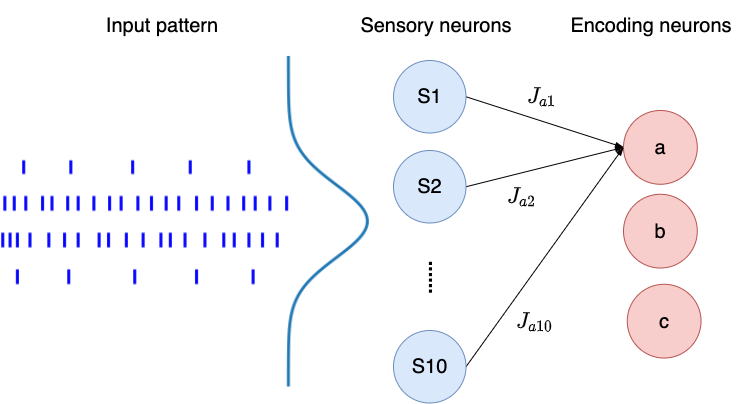 Input pattern
Sensory neurons
Encoding neurons
S1
J_{a1}
a
S2
J_{a2}
b
c
J_{a10}
S10